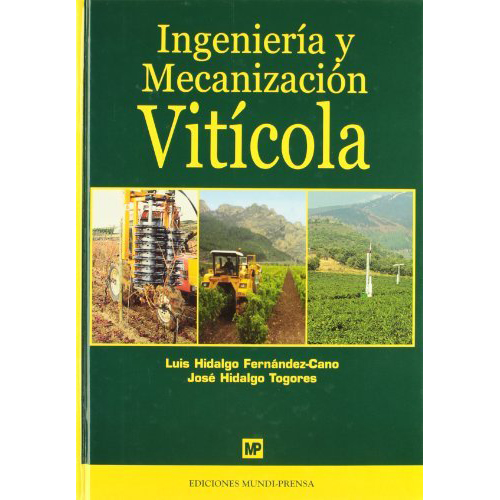 Ingeniería y
Mecanización
Vitícola
Luis Hidalgo Fernández-Cano
José Hidalgo Togores
MP
EDICIONES MUNDI-PRENSA